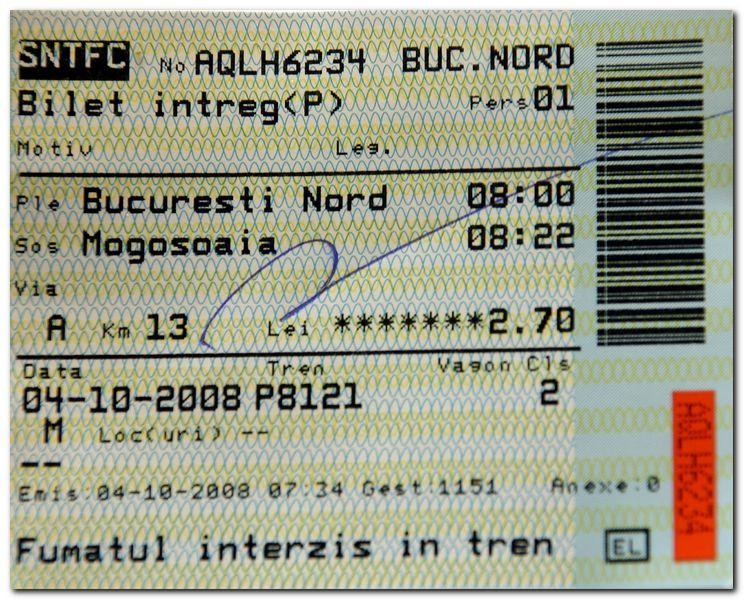 SNTFC No AQLH6234 BUC.NORD
Bilet intreg(P) Pers 01
Motiv Leg.
Ple Bucuresti Nord 08:00
Sos Mogosoaia 08:22
Via
A Km 13 Lei *******2.70
Data Tren Vagon Cls
04-10-2008 P8121 2
M Loc(uri) --
--
Emis:04-10-2008 07:34 Gest:1151 Anexe:0
Fumatul interzis in tren EL
AQLH6234